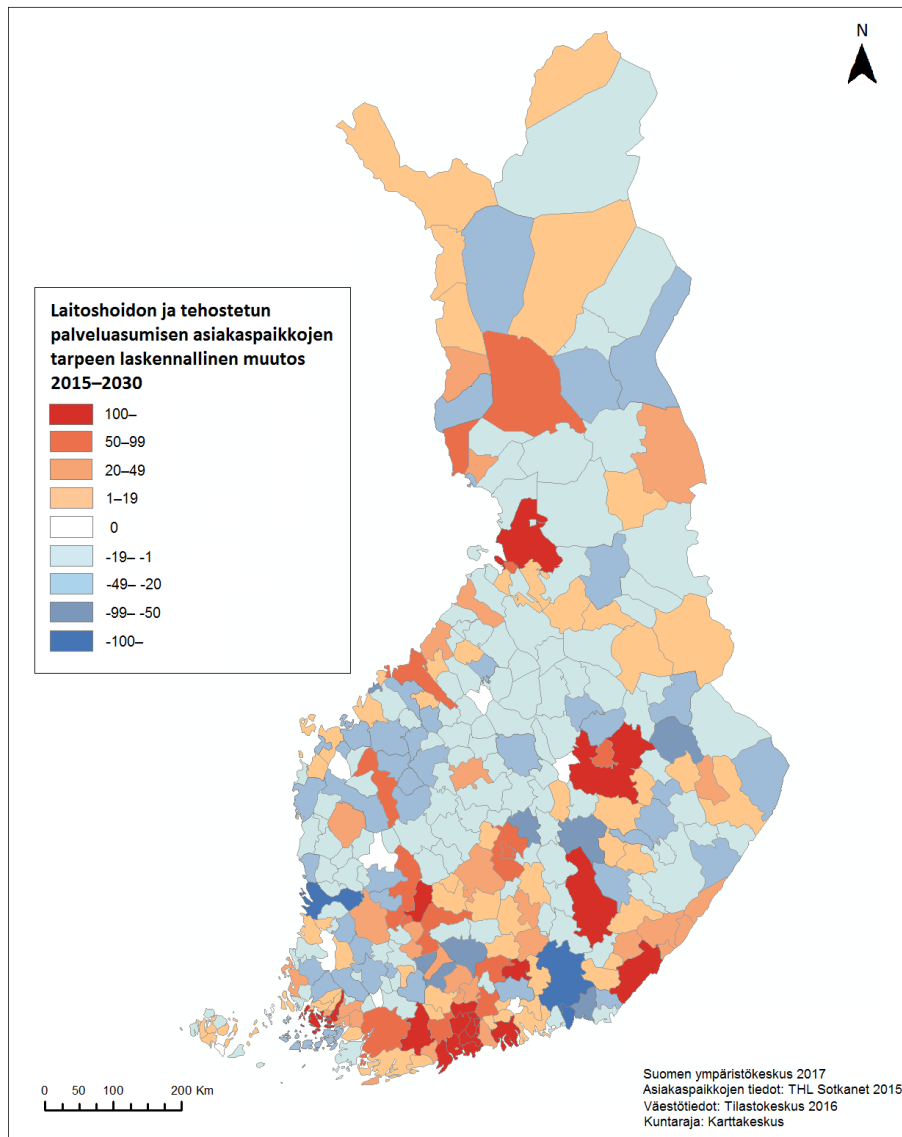 N
Laitoshoidon ja tehostetun
palveluasumisen asiakaspaikkojen
tarpeen laskennallinen muutos
2015–2030
100–
50–99
20–49
1–19
0
-19– -1
-49– -20
-99– -50
-100–
0 50 100 200 Km
Suomen ympäristökeskus 2017
Asiakaspaikkojen tiedot: THL Sotkanet 2015
Väestötiedot: Tilastokeskus 2016
Kuntaraja: Karttakeskus